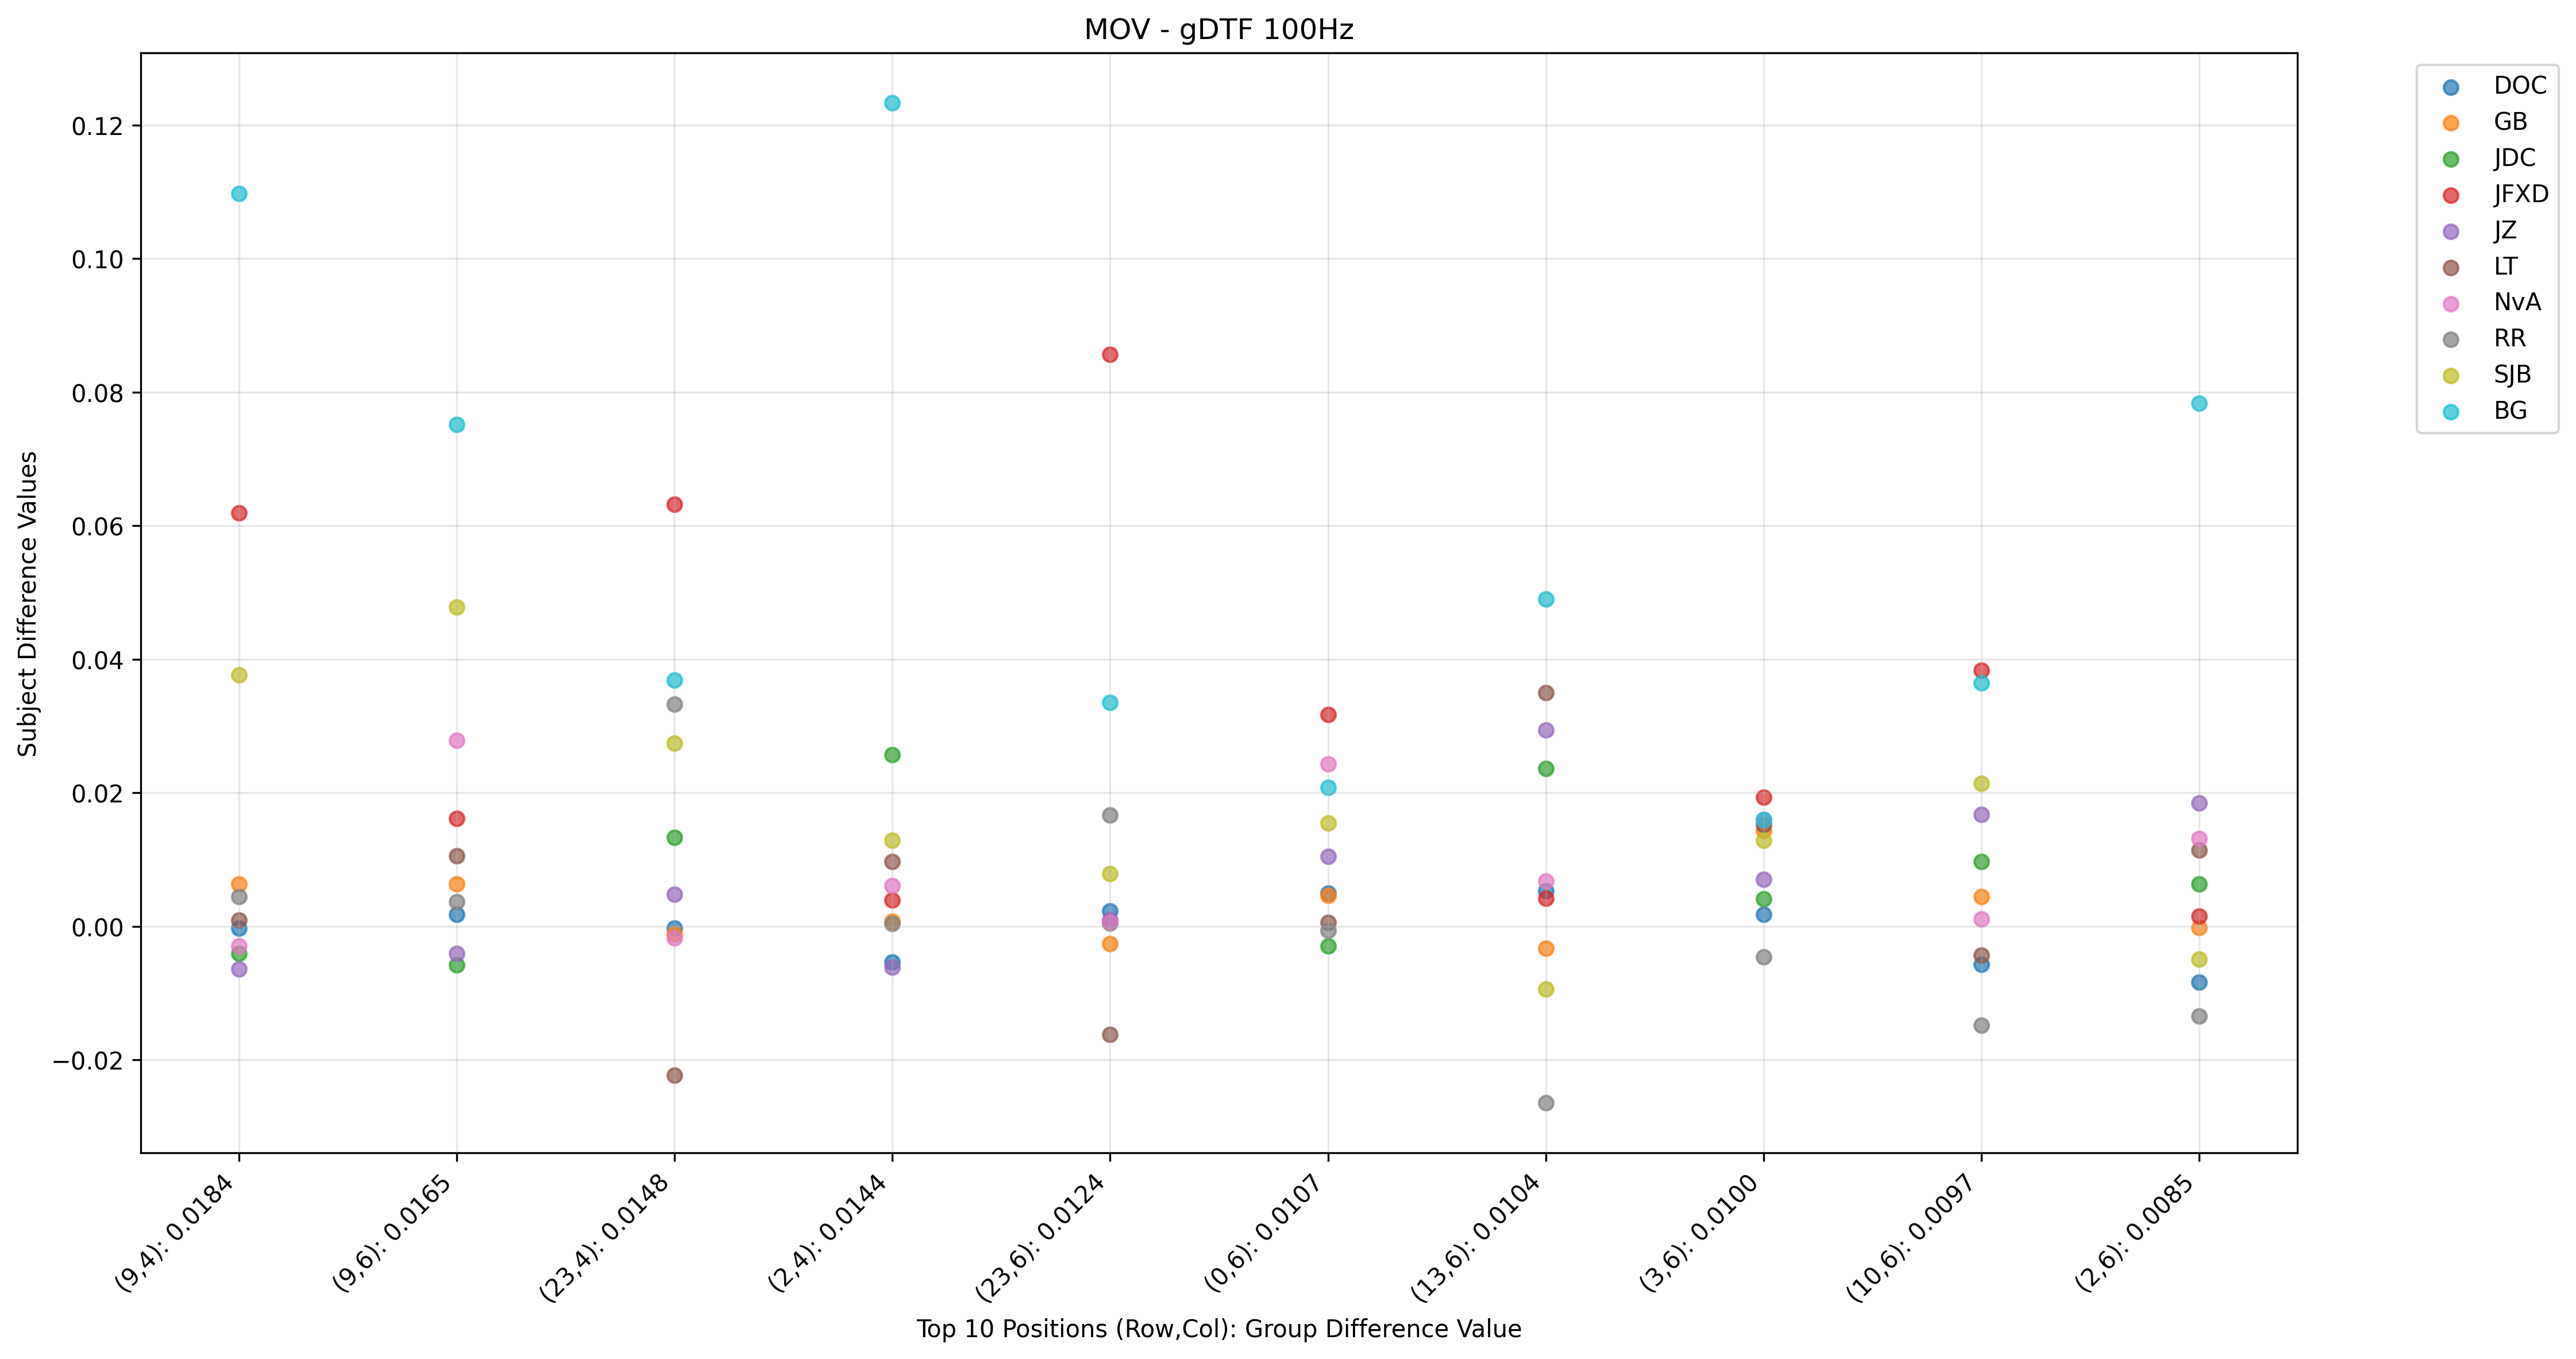 MOV - gDTF 100Hz
Subject Difference Values
0.12
0.10
0.08
0.06
0.04
0.02
0.00
−0.02
(9,4): 0.0184
(9,6): 0.0165
(23,4): 0.0148
(2,4): 0.0144
(23,6): 0.0124
(0,6): 0.0107
(13,6): 0.0104
(3,6): 0.0100
(10,6): 0.0097
(2,6): 0.0085
Top 10 Positions (Row,Col): Group Difference Value
DOC
GB
JDC
JFXD
JZ
LT
NvA
RR
SJB
BG